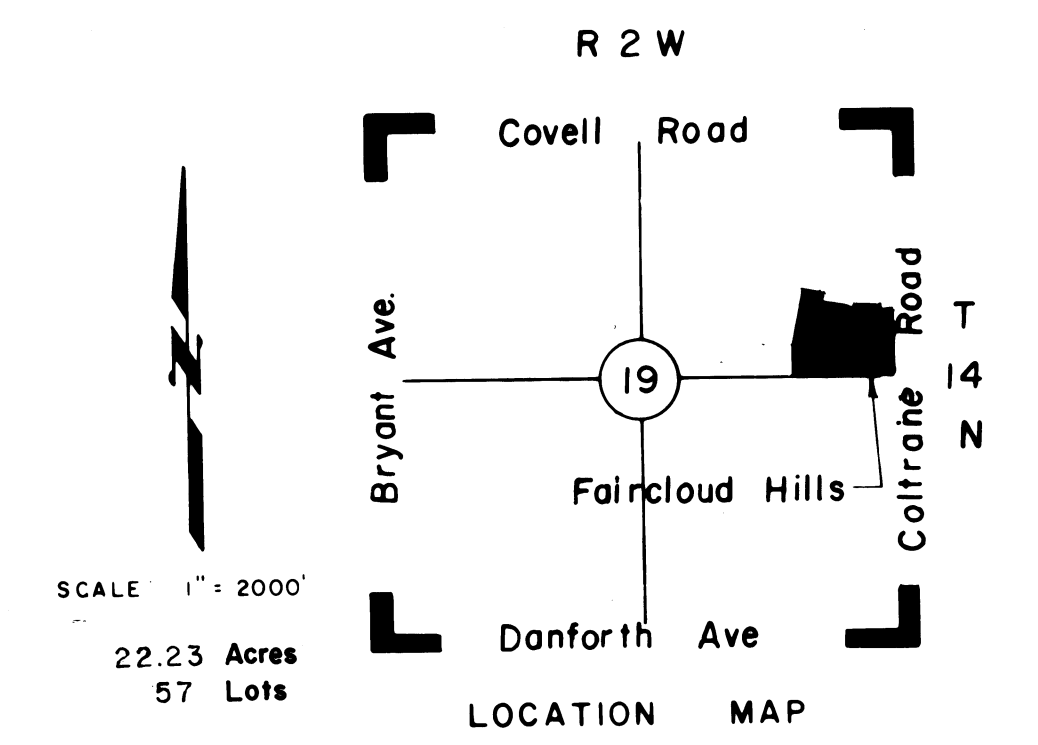 R 2 W
Covell Road
Bryant Ave.
Coltraine Road
T
14
N
N
19
Faircloud Hills
SCALE 1" = 2000'
22.23 Acres
57 Lots
Danforth Ave
LOCATION MAP